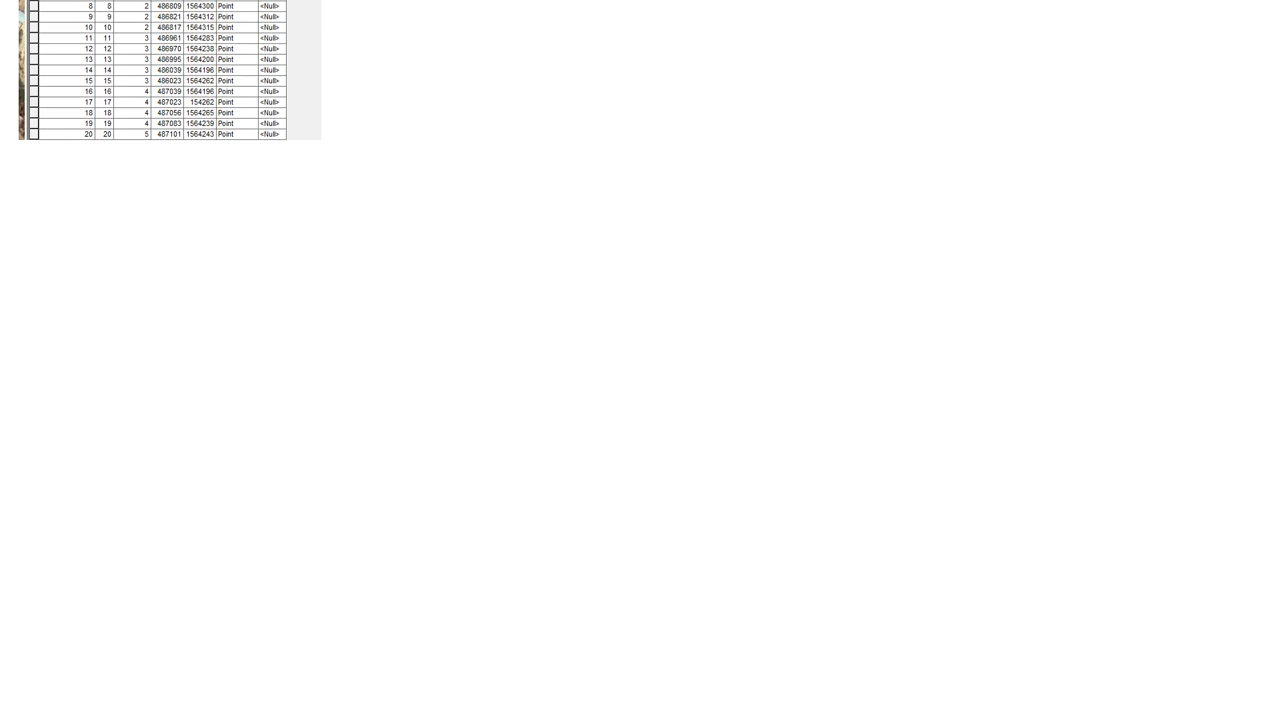 8 8 2 486809 1564300 Point <Null>
9 9 2 486821 1564312 Point <Null>
10 10 2 486817 1564315 Point <Null>
11 11 3 486961 1564283 Point <Null>
12 12 3 486970 1564238 Point <Null>
13 13 3 486995 1564200 Point <Null>
14 14 3 486039 1564196 Point <Null>
15 15 3 486023 1564262 Point <Null>
16 16 4 487039 1564196 Point <Null>
17 17 4 487023 154262 Point <Null>
18 18 4 487056 1564265 Point <Null>
19 19 4 487083 1564239 Point <Null>
20 20 5 487101 1564243 Point <Null>